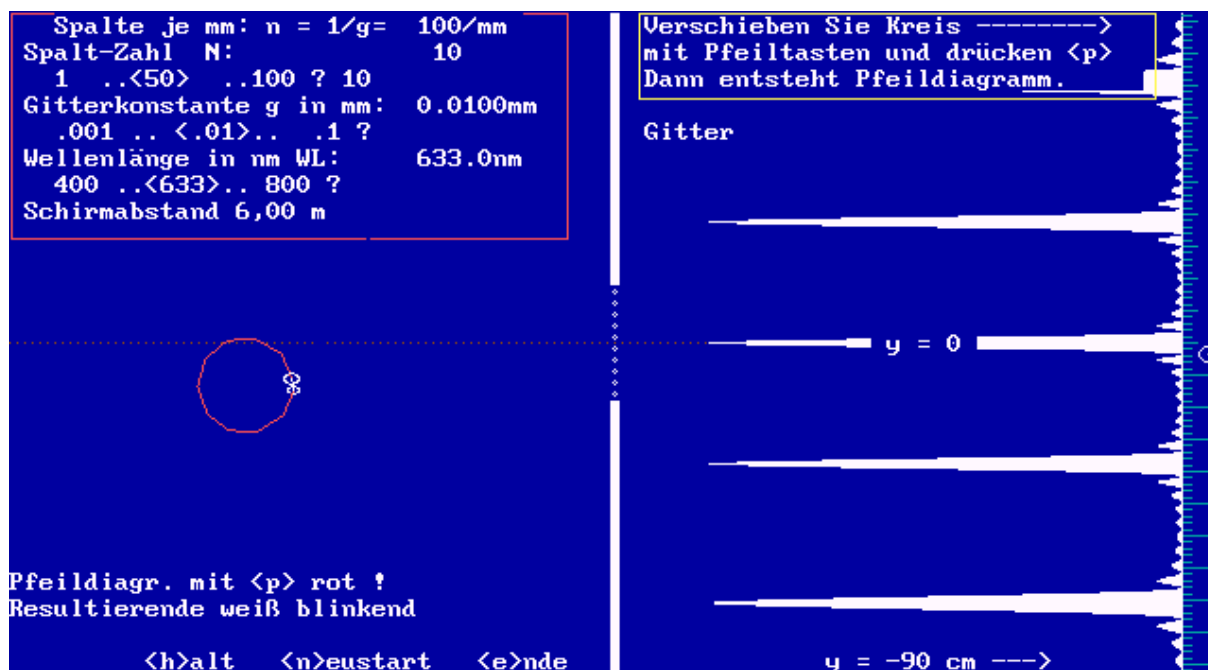 Spalte je mm: n = 1/g= 100/mm
Spalt-Zahl N: 10
1 ..<50> ..100 ? 10
Gitterkonstante g in mm: 0.0100mm
.001 .. <.01>.. .1 ?
Wellenlänge in nm WL: 633.0nm
400 ..<633>.. 800 ?
Schirmabstand 6,00 m
Verschieben Sie Kreis -------->
mit Pfeiltasten und drücken <p>
Dann entsteht Pfeildiagramm.
Gitter
y = 0
Pfeildiagr. mit <p> rot !
Resultierende weiß blinkend
<h>alt <n>eustart <e>nde
y = -90 cm --->